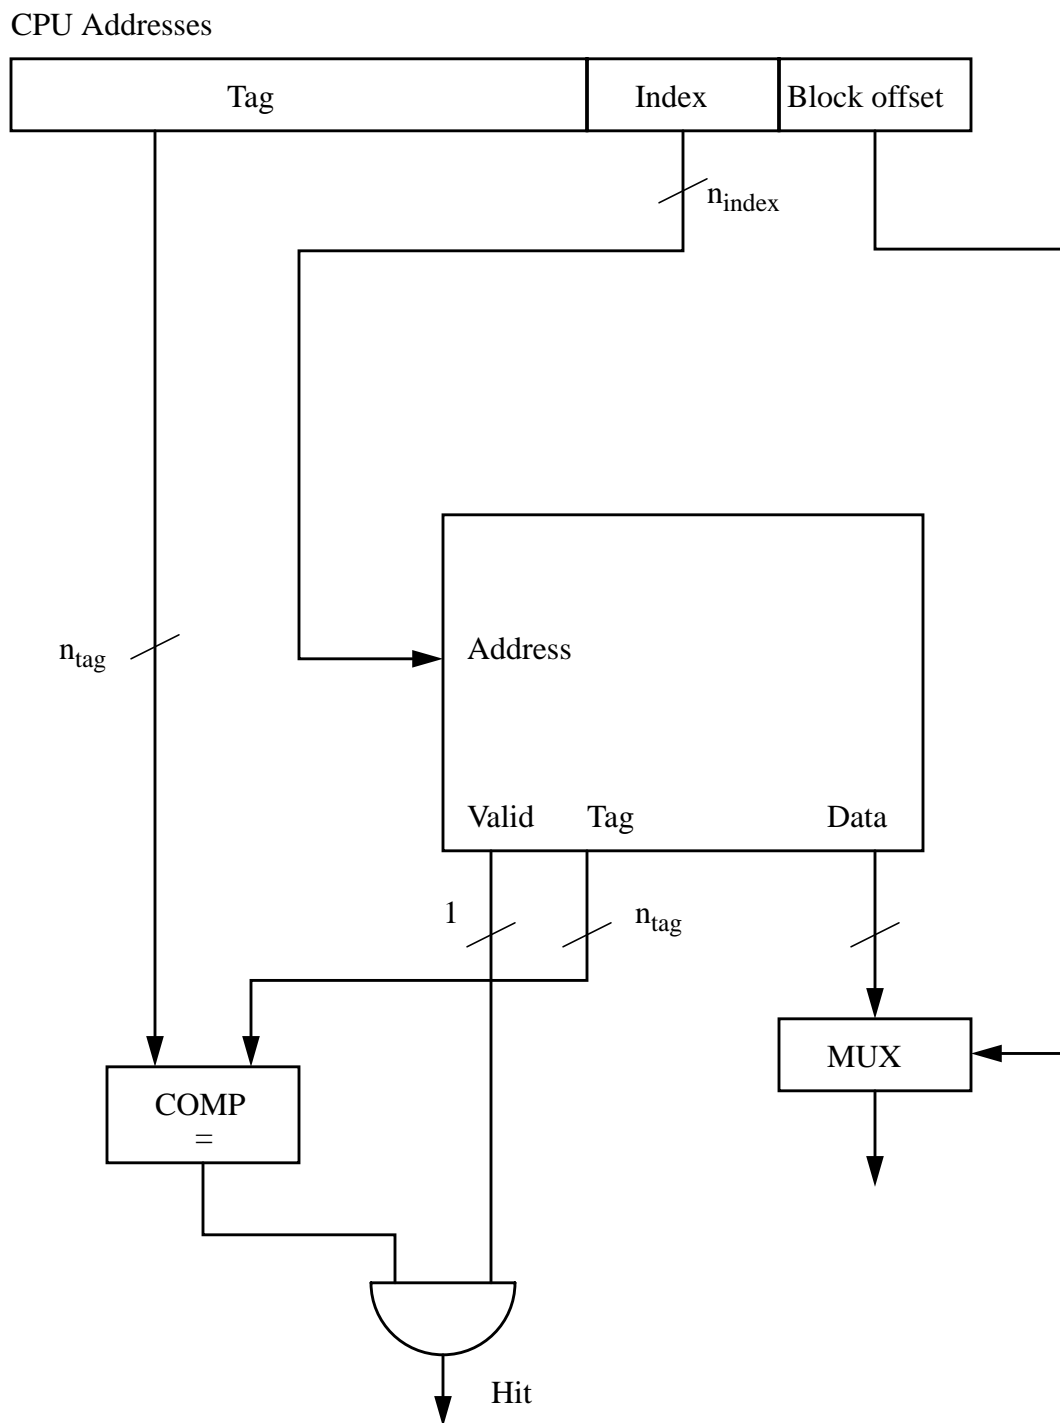 CPU Addresses
Tag Index Block offset
n_index
n_tag
Address
Valid Tag Data
1 n_tag
MUX
COMP
=
Hit